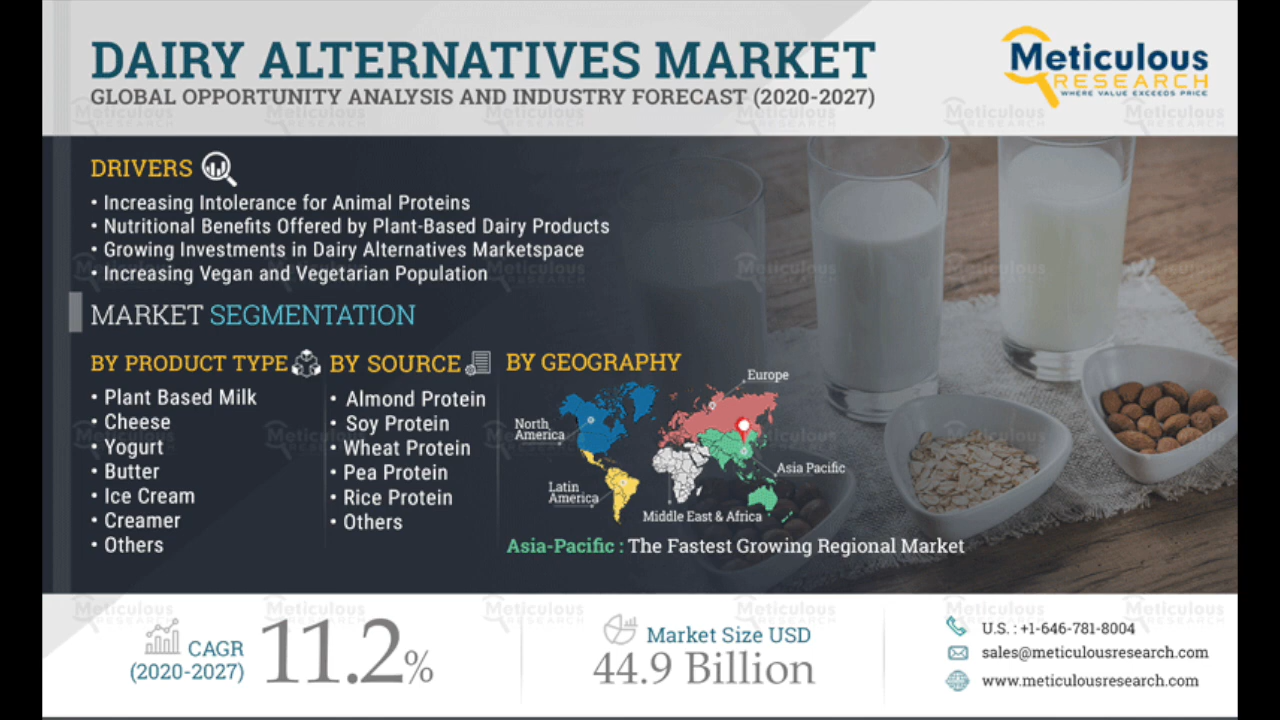 DAIRY ALTERNATIVES MARKET
GLOBAL OPPORTUNITY ANALYSIS AND INDUSTRY FORECAST (2020-2027)
Meticulous
RESEARCH
WHERE VALUE EXCEEDS PRICE
DRIVERS
• Increasing Intolerance for Animal Proteins
• Nutritional Benefits Offered by Plant-Based Dairy Products
• Growing Investments in Dairy Alternatives Marketspace
• Increasing Vegan and Vegetarian Population
MARKET SEGMENTATION
BY PRODUCT TYPE
• Plant Based Milk
• Cheese
• Yogurt
• Butter
• Ice Cream
• Creamer
• Others
BY SOURCE
• Almond Protein
• Soy Protein
• Wheat Protein
• Pea Protein
• Rice Protein
• Others
BY GEOGRAPHY
Europe
North
America
Asia Pacific
Latin
America
Middle East & Africa
Asia-Pacific : The Fastest Growing Regional Market
CAGR
(2020-2027)
11.2%
Market Size USD
44.9 Billion
U.S. : +1-646-781-8004
sales@meticulousresearch.com
www.meticulousresearch.com